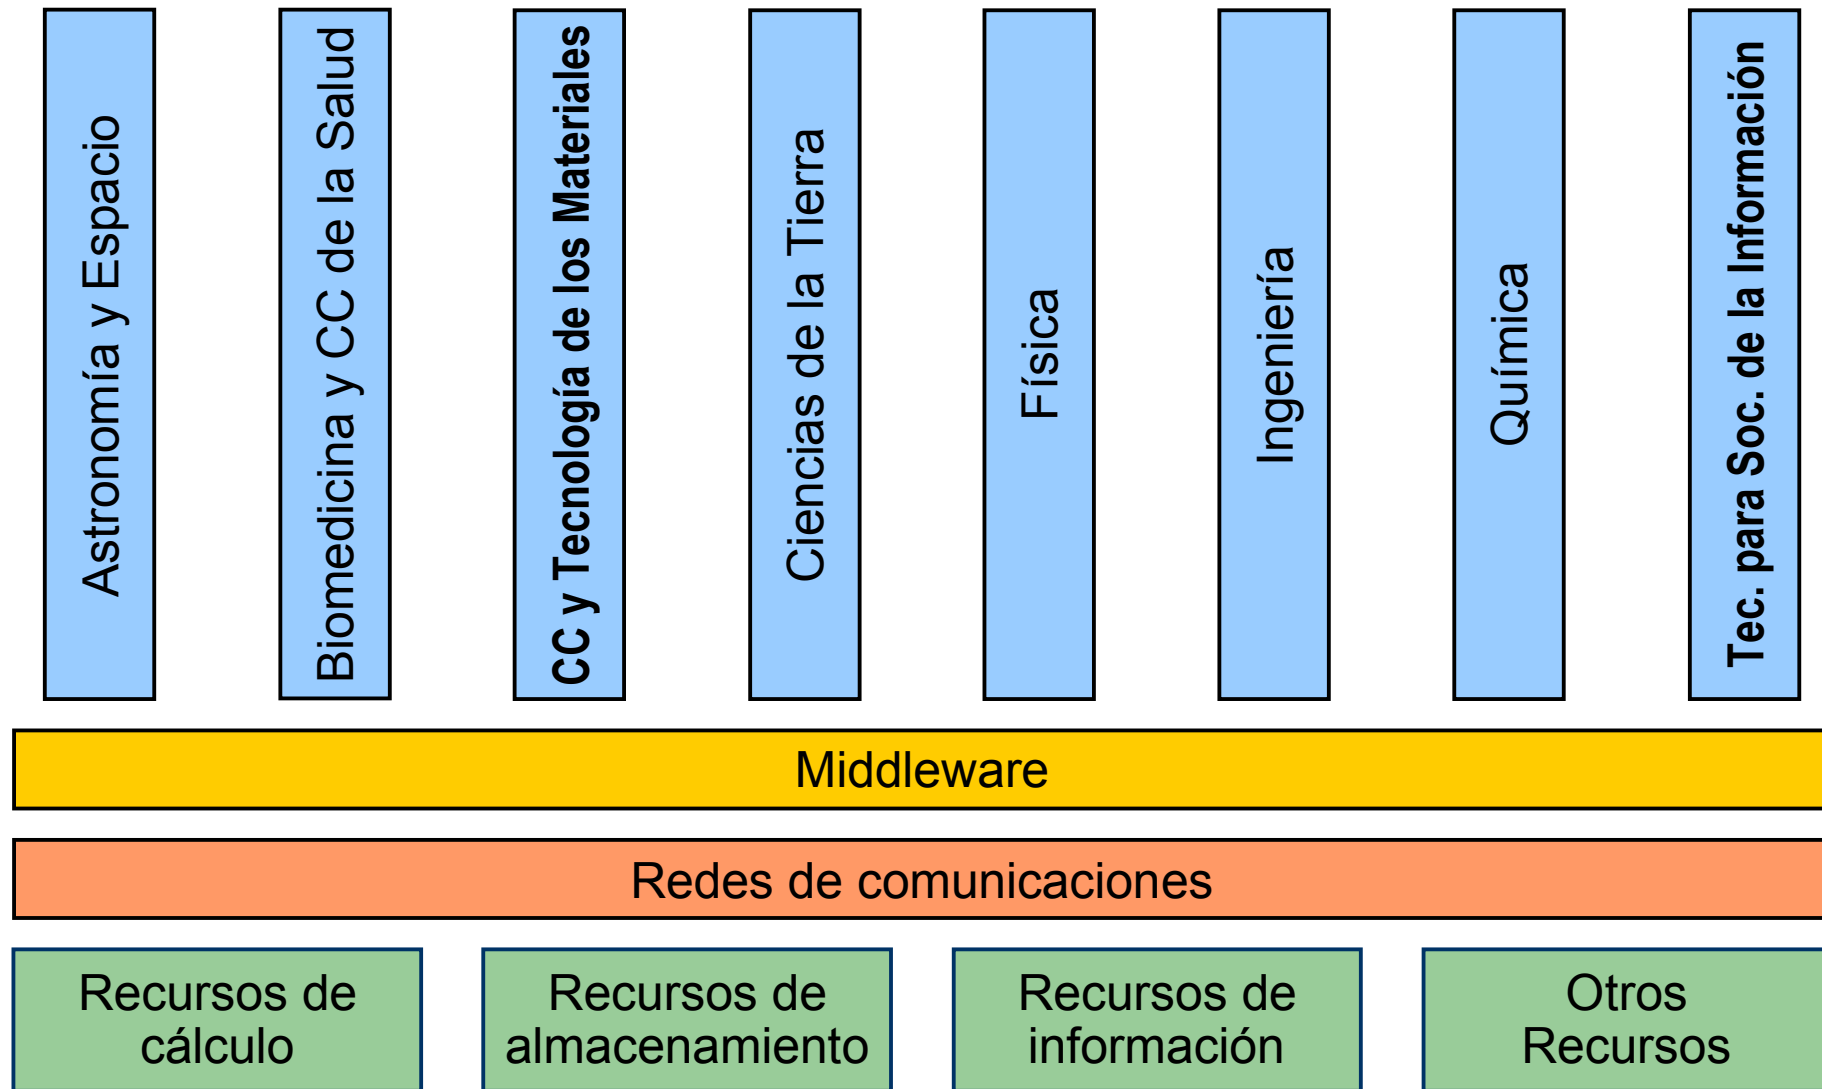 Astronomía y Espacio
Biomedicina y CC de la Salud
CC y Tecnología de los Materiales
Ciencias de la Tierra
Física
Ingeniería
Química
Tec. para Soc. de la Información
Middleware
Redes de comunicaciones
Recursos de
cálculo
Recursos de
almacenamiento
Recursos de
información
Otros
Recursos